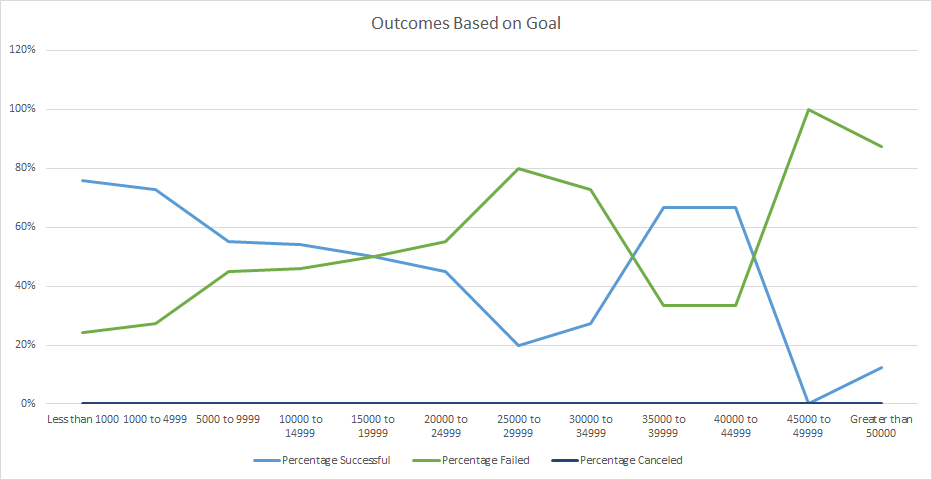 Outcomes Based on Goal
120%
100%
80%
60%
40%
20%
0%
Less than 1000 1000 to 4999 5000 to 9999 10000 to 15000 to 20000 to 25000 to 30000 to 35000 to 40000 to 45000 to Greater than
14999 19999 24999 29999 34999 39999 44999 49999 50000
Percentage Successful Percentage Failed Percentage Canceled